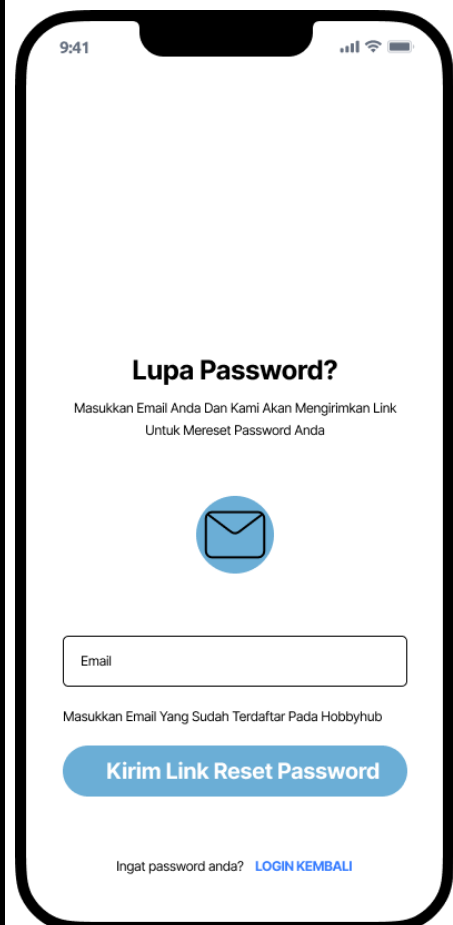 9:41
Lupa Password?
Masukkan Email Anda Dan Kami Akan Mengirimkan Link
Untuk Mereset Password Anda
Email
Masukkan Email Yang Sudah Terdaftar Pada Hobbyhub
Kirim Link Reset Password
Ingat password anda? LOGIN KEMBALI